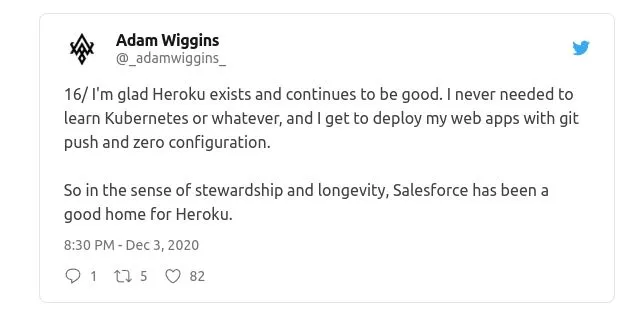 Adam Wiggins
@_adamwiggins_
16/ I'm glad Heroku exists and continues to be good. I never needed to
learn Kubernetes or whatever, and I get to deploy my web apps with git
push and zero configuration.
So in the sense of stewardship and longevity, Salesforce has been a
good home for Heroku.
8:30 PM - Dec 3, 2020
1 5 82